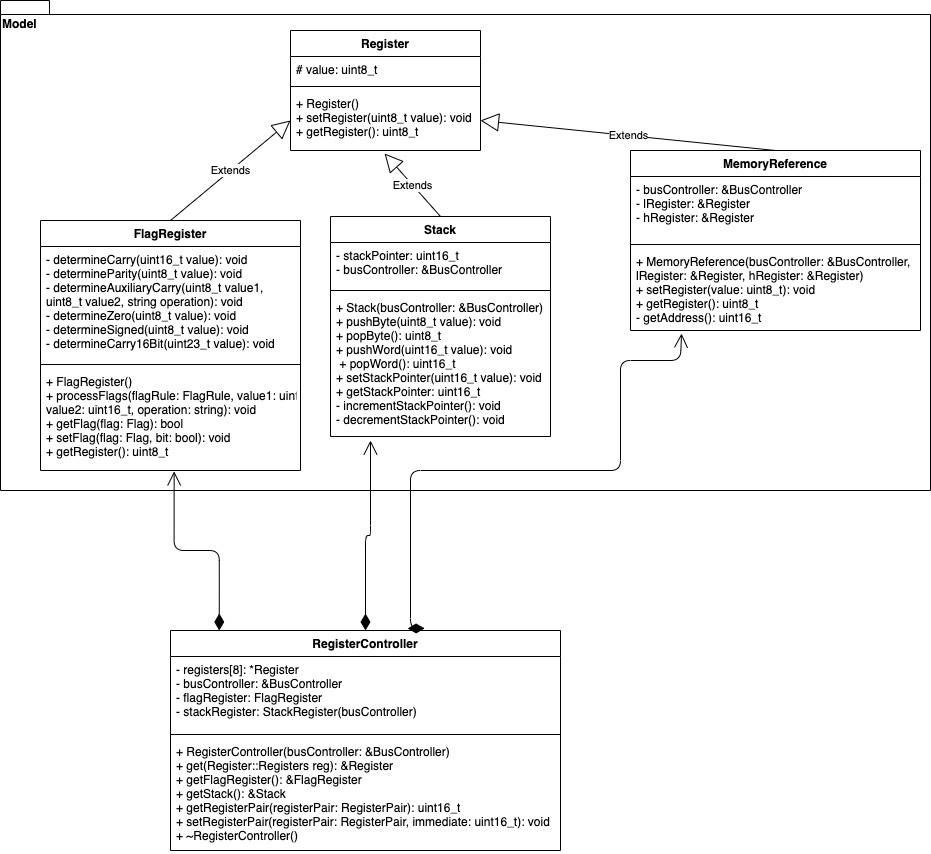 Model
Register
# value: uint8_t
+ Register()
+ setRegister(uint8_t value): void
+ getRegister(): uint8_t
Extends
Extends
Extends
MemoryReference
- busController: &BusController
- lRegister: &Register
- hRegister: &Register
+ MemoryReference(busController: &BusController,
lRegister: &Register, hRegister: &Register)
+ setRegister(value: uint8_t): void
+ getRegister(): uint8_t
- getAddress(): uint16_t
FlagRegister
- determineCarry(uint16_t value): void
- determineParity(uint8_t value): void
- determineAuxiliaryCarry(uint8_t value1,
uint8_t value2, string operation): void
- determineZero(uint8_t value): void
- determineSigned(uint8_t value): void
- determineCarry16Bit(uint23_t value): void
+ FlagRegister()
+ processFlags(flagRule: FlagRule, value1: uint
value2: uint16_t, operation: string): void
+ getFlag(flag: Flag): bool
+ setFlag(flag: Flag, bit: bool): void
+ getRegister(): uint8_t
Stack
- stackPointer: uint16_t
- busController: &BusController
+ Stack(busController: &BusController)
+ pushByte(uint8_t value): void
+ popByte(): uint8_t
+ pushWord(uint16_t value): void
+ popWord(): uint16_t
+ setStackPointer(uint16_t value): void
+ getStackPointer: uint16_t
- incrementStackPointer(): void
- decrementStackPointer(): void
RegisterController
- registers[8]: *Register
- busController: &BusController
- flagRegister: FlagRegister
- stackRegister: StackRegister(busController)
+ RegisterController(busController: &BusController)
+ get(Register::Registers reg): &Register
+ getFlagRegister(): &FlagRegister
+ getStack(): &Stack
+ getRegisterPair(registerPair: RegisterPair): uint16_t
+ setRegisterPair(registerPair: RegisterPair, immediate: uint16_t): void
+ ~RegisterController()